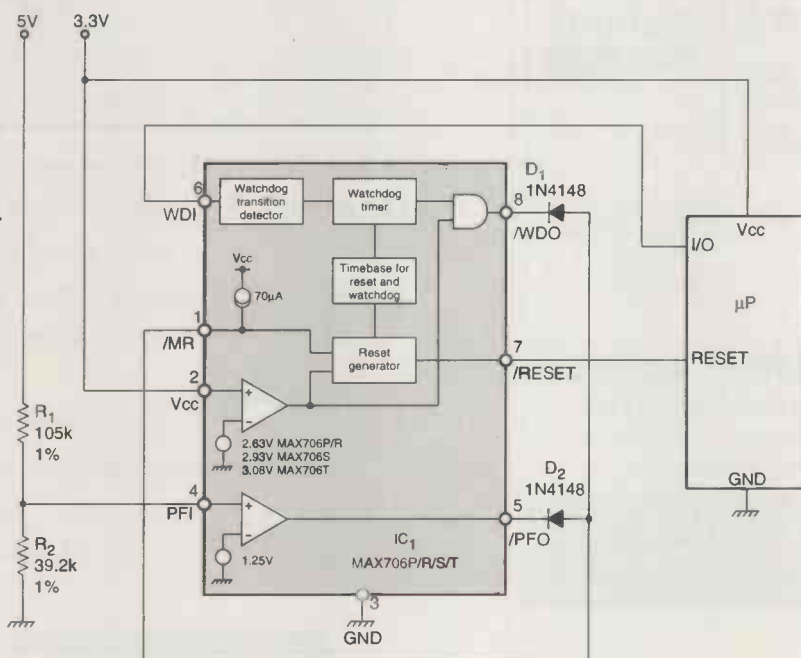 5V
3.3V
6
WDI
Watchdog
transition
detector
Watchdog
timer
8
/WDO
D1
1N4148
Vcc
I/O
µP
Vcc
70µA
Timebase for
reset and
watchdog
1
/MR
Reset
generator
7
/RESET
RESET
2
Vcc
+
−
2.63V MAX706P/R
2.93V MAX706S
3.08V MAX706T
R1
105k
1%
GND
D2
1N4148
4
PFI
+
−
1.25V
5
/PFO
IC1
MAX706P/R/S/T
R2
39.2k
1%
3
GND